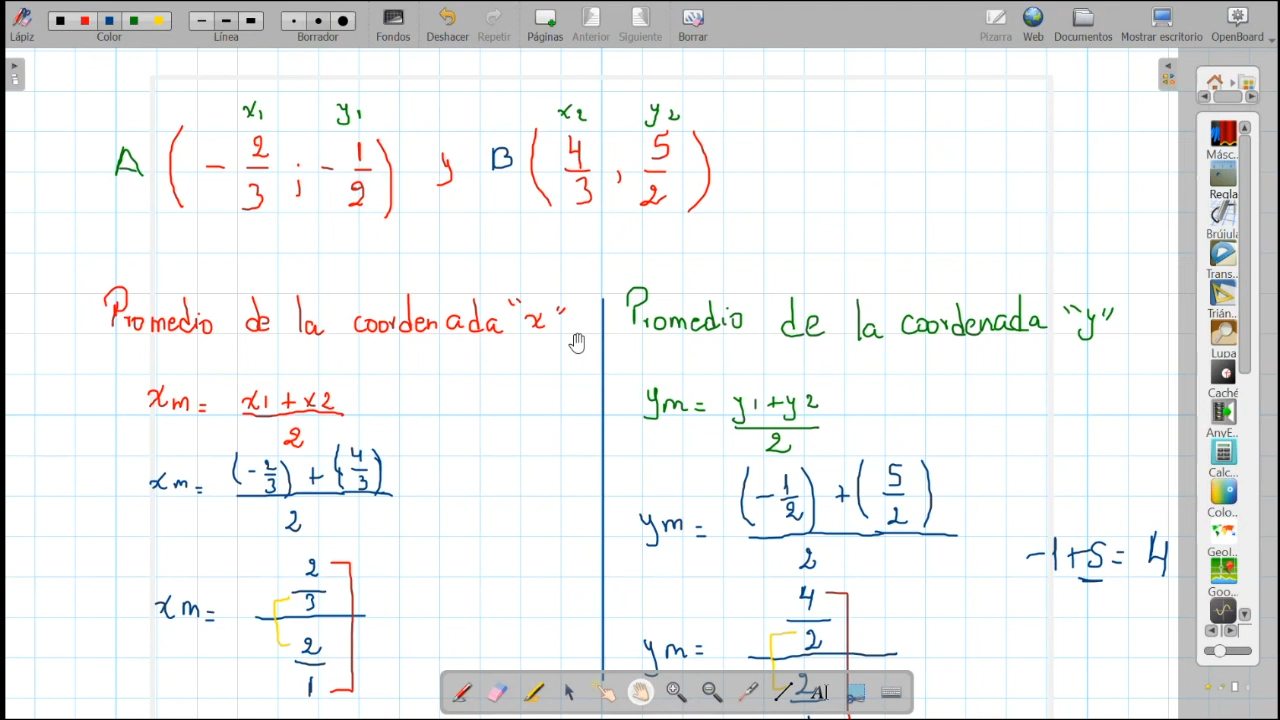 Lápiz Color Línea Borrador Fondos Deshacer Repetir Páginas Anterior Siguiente Borrar Pizarra Web Documentos Mostrar escritorio OpenBoard
x1 y1 x2 y2
A (- 2/3 ; - 1/2) y B (4/3 , 5/2)
Promedio de la coordenada "x"
xm = x1 + x2 / 2
xm = (-2/3) + (4/3) / 2
xm = 2/3 / 2/1
Promedio de la coordenada "y"
ym = y1 + y2 / 2
ym = (-1/2) + (5/2) / 2
-1+5= 4
ym = 4/2 / 2/1
Másc...
Regla
Brújula
Trans...
Trián...
Lupa
Caché
AnyE...
Calc...
Colo...
Geol...
Goo...
AI